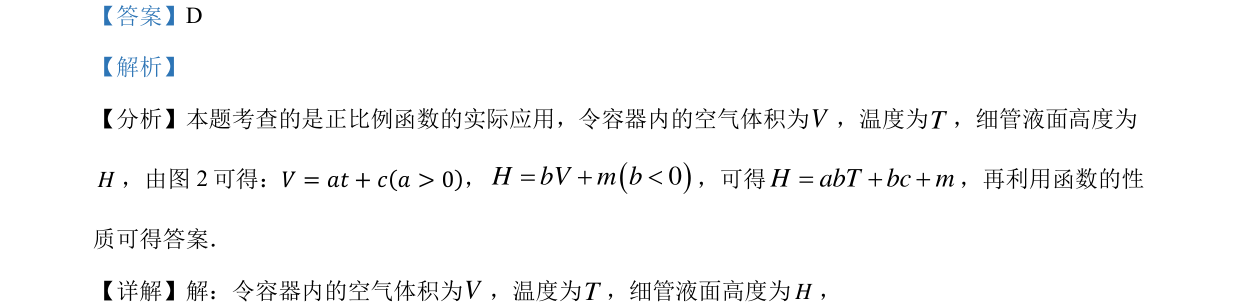 【答案】D
【解析】
【分析】本题考查的是正比例函数的实际应用，令容器内的空气体积为V，温度为T，细管液面高度为
H，由图 2 可得：V = at + c(a > 0)，H = bV + m(b < 0)，可得H = abT + bc + m，再利用函数的性
质可得答案．
【详解】解：令容器内的空气体积为V，温度为T，细管液面高度为H，